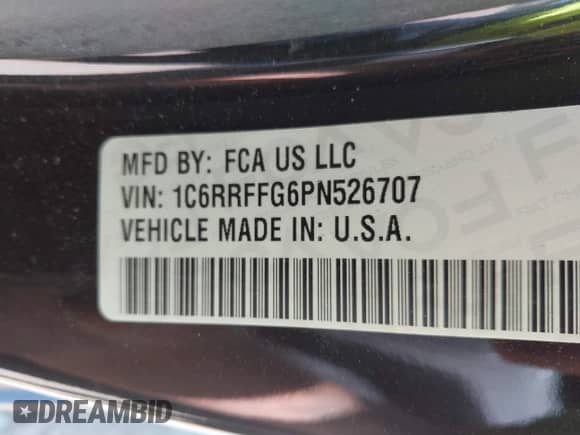 MFD BY: FCA US LLC
VIN: 1C6RRFFG6PN526707
VEHICLE MADE IN: U.S.A.
DREAMBID